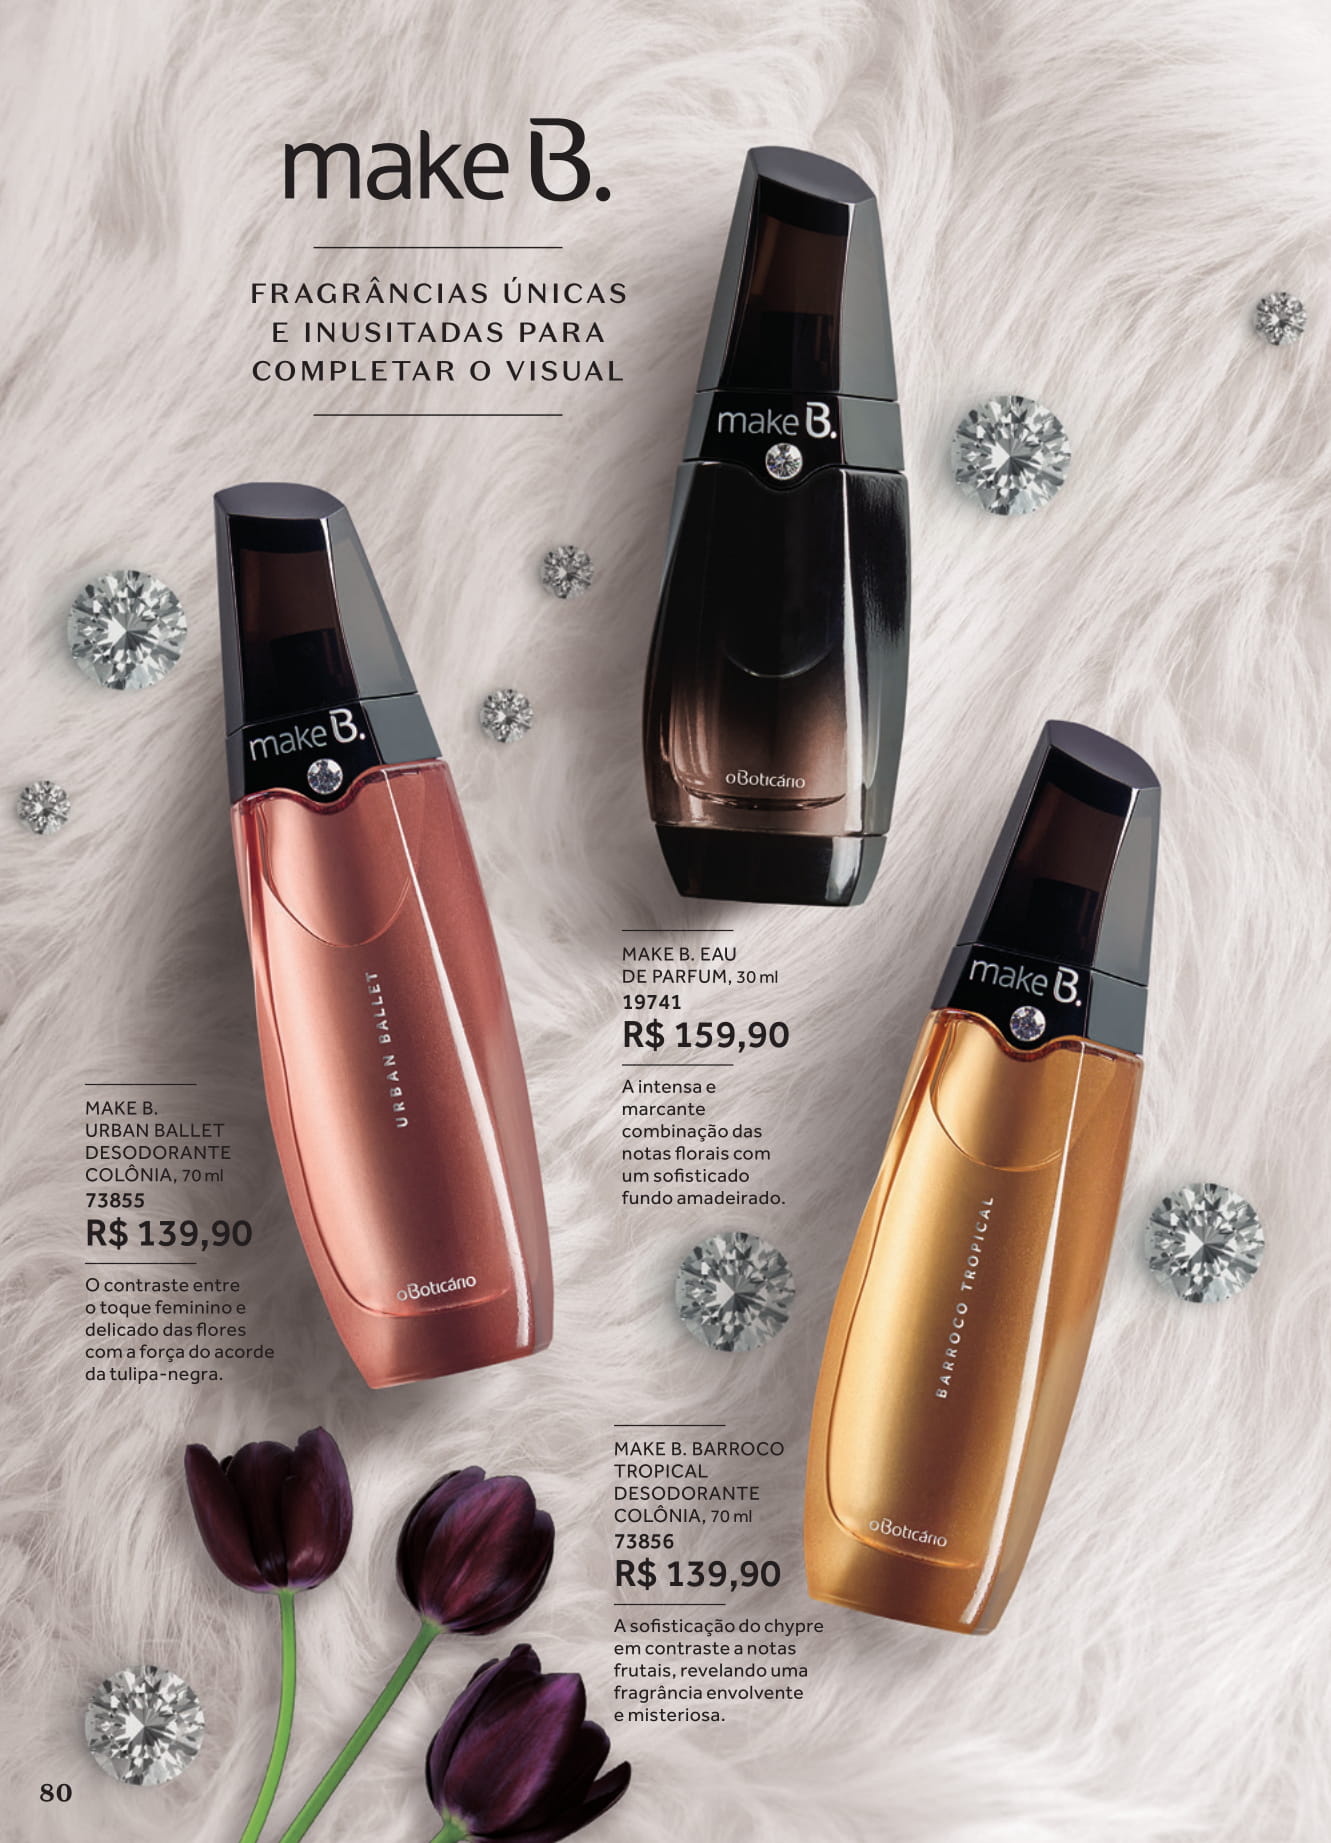 make B.
FRAGRÂNCIAS ÚNICAS
E INUSITADAS PARA
COMPLETAR O VISUAL
make B.
oBoticário
make B.
URBAN BALLET
oBoticário
make B.
BARROCO TROPICAL
oBoticário
MAKE B. EAU
DE PARFUM, 30 ml
19741
R$ 159,90
A intensa e
marcante
combinação das
notas florais com
um sofisticado
fundo amadeirado.
MAKE B.
URBAN BALLET
DESODORANTE
COLÔNIA, 70 ml
73855
R$ 139,90
O contraste entre
o toque feminino e
delicado das flores
com a força do acorde
da tulipa-negra.
MAKE B. BARROCO
TROPICAL
DESODORANTE
COLÔNIA, 70 ml
73856
R$ 139,90
A sofisticação do chypre
em contraste a notas
frutais, revelando uma
fragrância envolvente
e misteriosa.
80